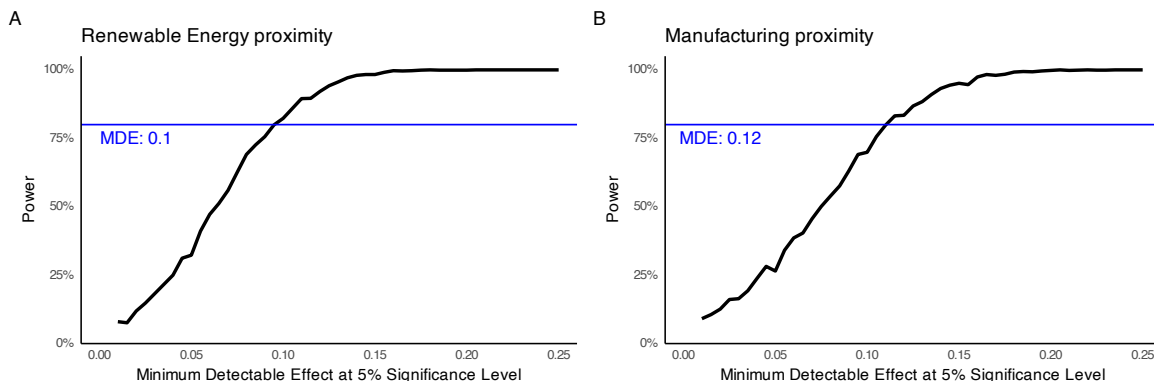 A
Renewable Energy proximity
100%
MDE: 0.1
75%
50%
25%
0%
Power
0.00 0.05 0.10 0.15 0.20 0.25
Minimum Detectable Effect at 5% Significance Level
B
Manufacturing proximity
100%
MDE: 0.12
75%
50%
25%
0%
Power
0.00 0.05 0.10 0.15 0.20 0.25
Minimum Detectable Effect at 5% Significance Level